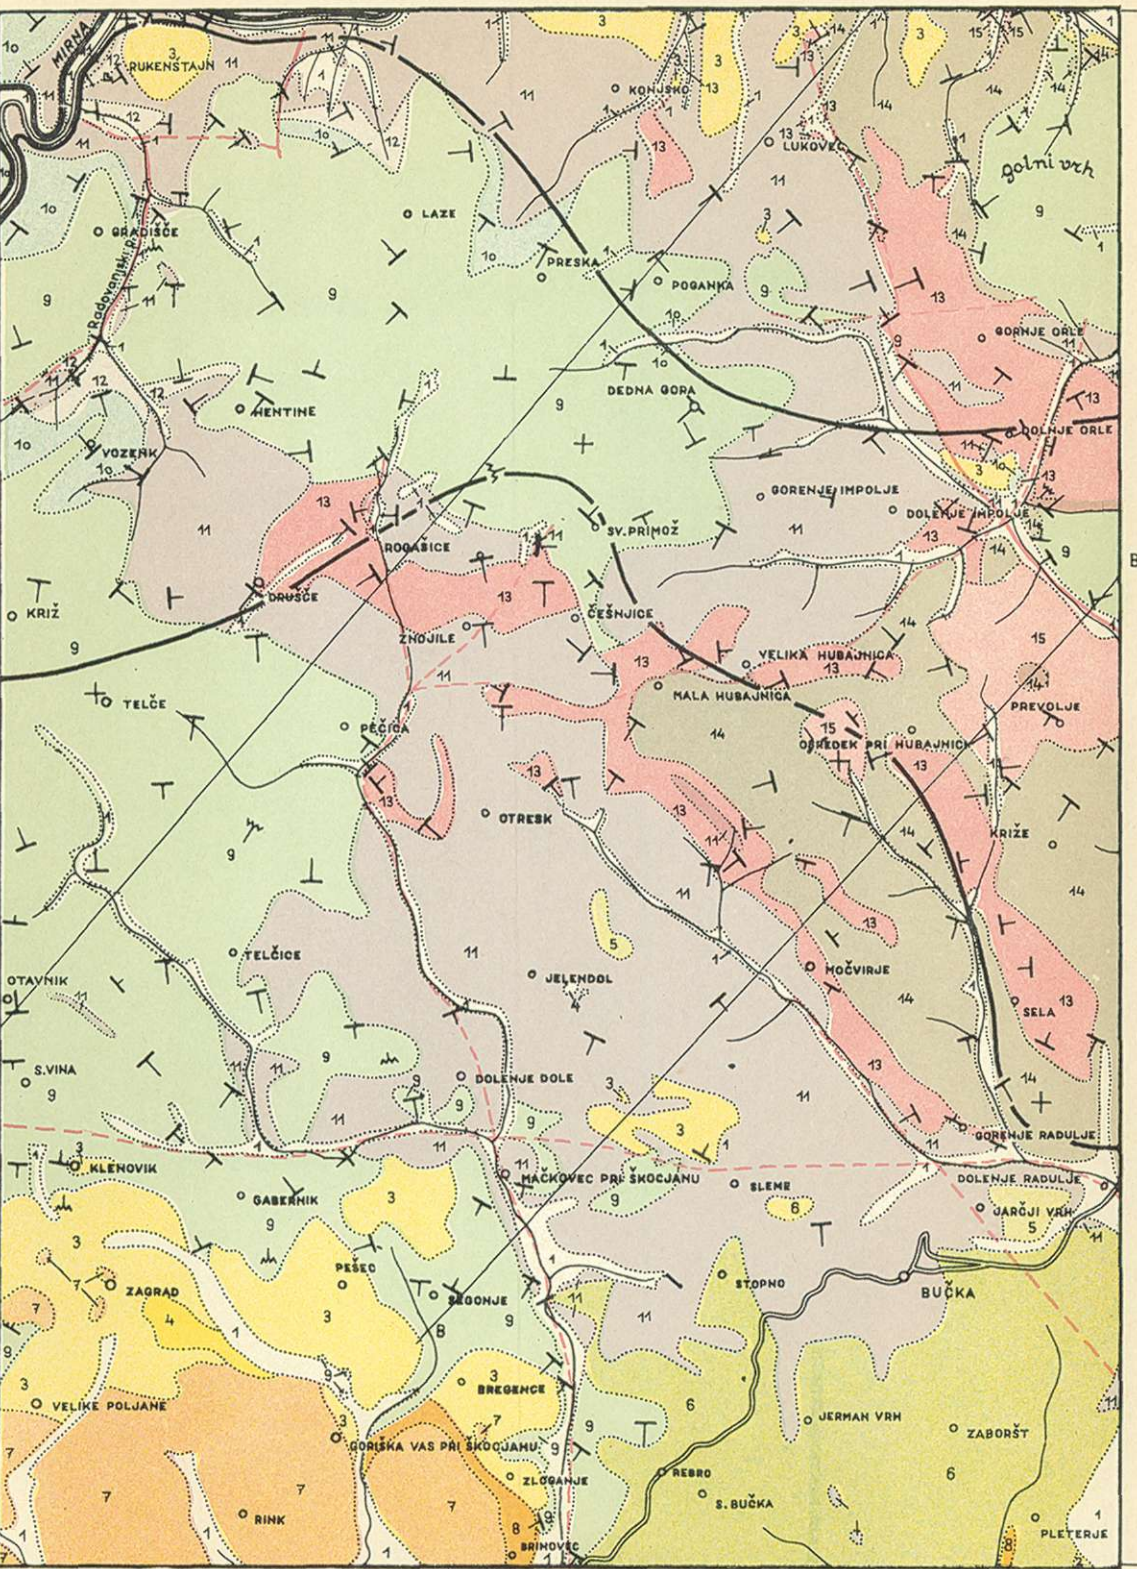 MIRNA
RUKENŠTAJN
KONJSKO
LUKOVEC
golni vrh
LAZE
GRADIŠČE
Radovanjski p.
PRESKA
POGANKA
GORNJE ORLE
DEDNA GORA
HENTINE
DOLNJE ORLE
VOZENK
GORENJE IMPOLJE
DOLENJE IMPOLJE
SV. PRIMOŽ
ROGAŠICE
DRUŠČE
KRIŽ
ČEŠNJICE
ZNOJILE
VELIKA HUBAJNICA
MALA HUBAJNICA
TELČE
PREVOLJE
PEČICA
OGREDEK PRI HUBAJNICI
OTRESK
KRIŽE
TELČICE
MOČVIRJE
OTAVNIK
JELENDOL
SELA
S.VINA
DOLENJE DOLE
GORENJE RADULJE
KLENOVIK
MAČKOVEC PRI ŠKOCJANU
SLEME
DOLENJE RADULJE
GABERNIK
JARČJI VRH
PEŠEC
STOPNO
ZAGRAD
SEGONJE
BUČKA
BREGENCE
VELIKE POLJANE
JERMAN VRH
ZABORŠT
GORIŠKA VAS PRI ŠKOCJANU
ZLOGANJE
REBRO
S. BUČKA
RINK
PLETERJE
BRINOVEC
B